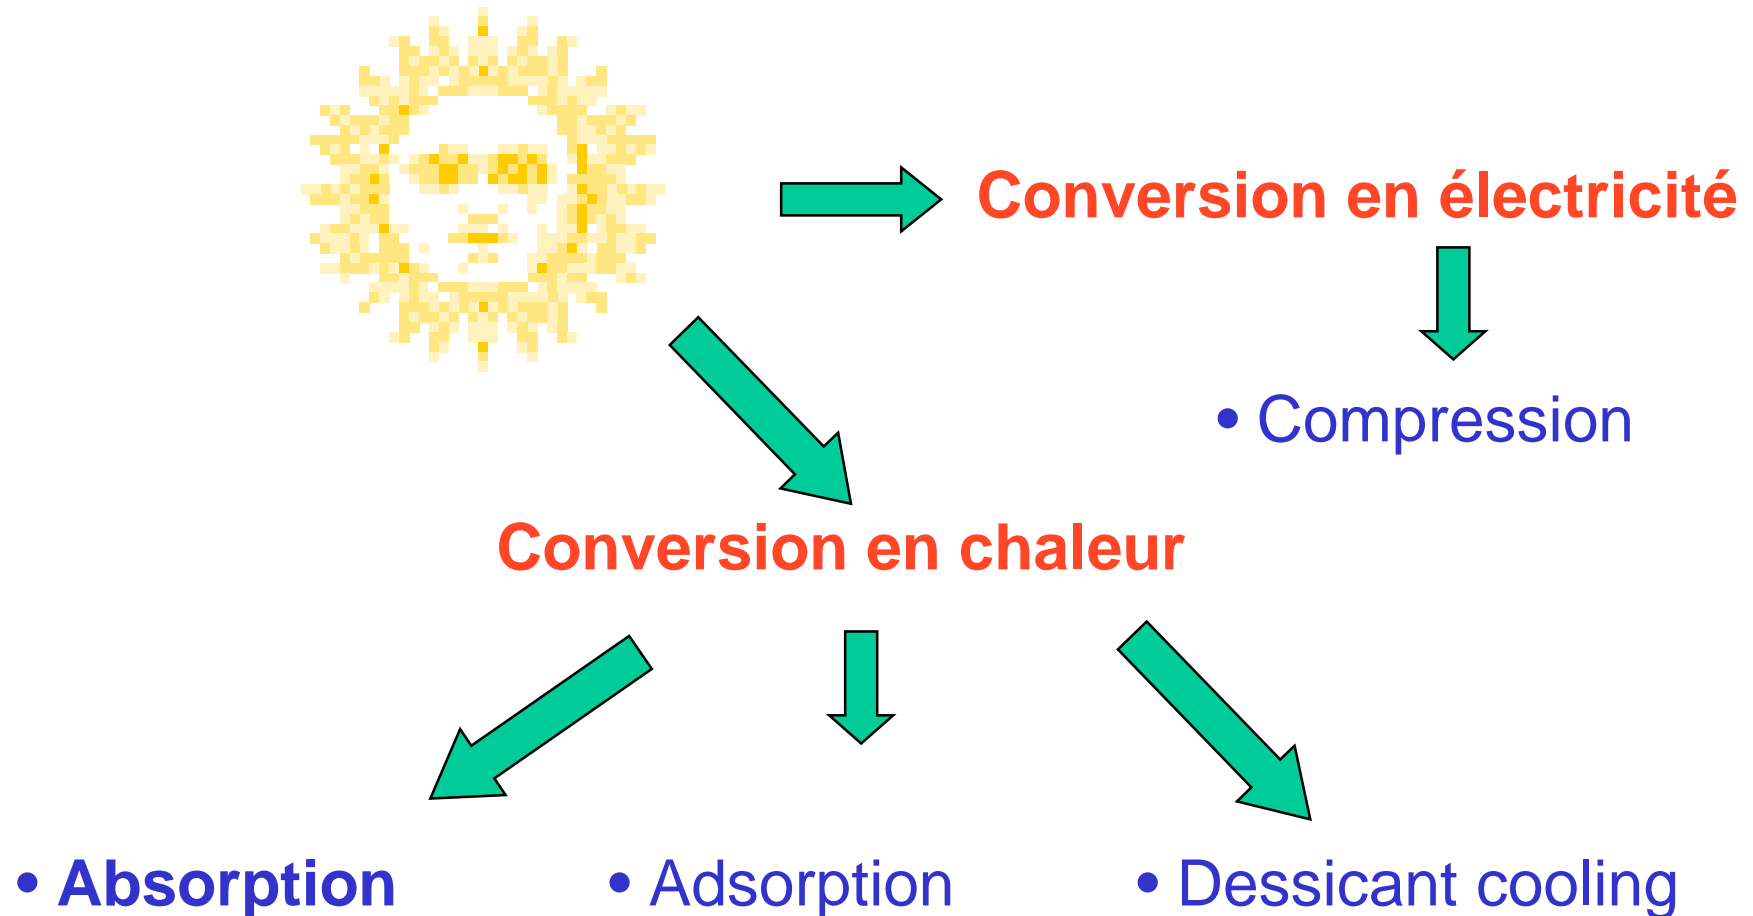 Conversion en électricité
• Compression
Conversion en chaleur
• Absorption
• Adsorption
• Dessicant cooling